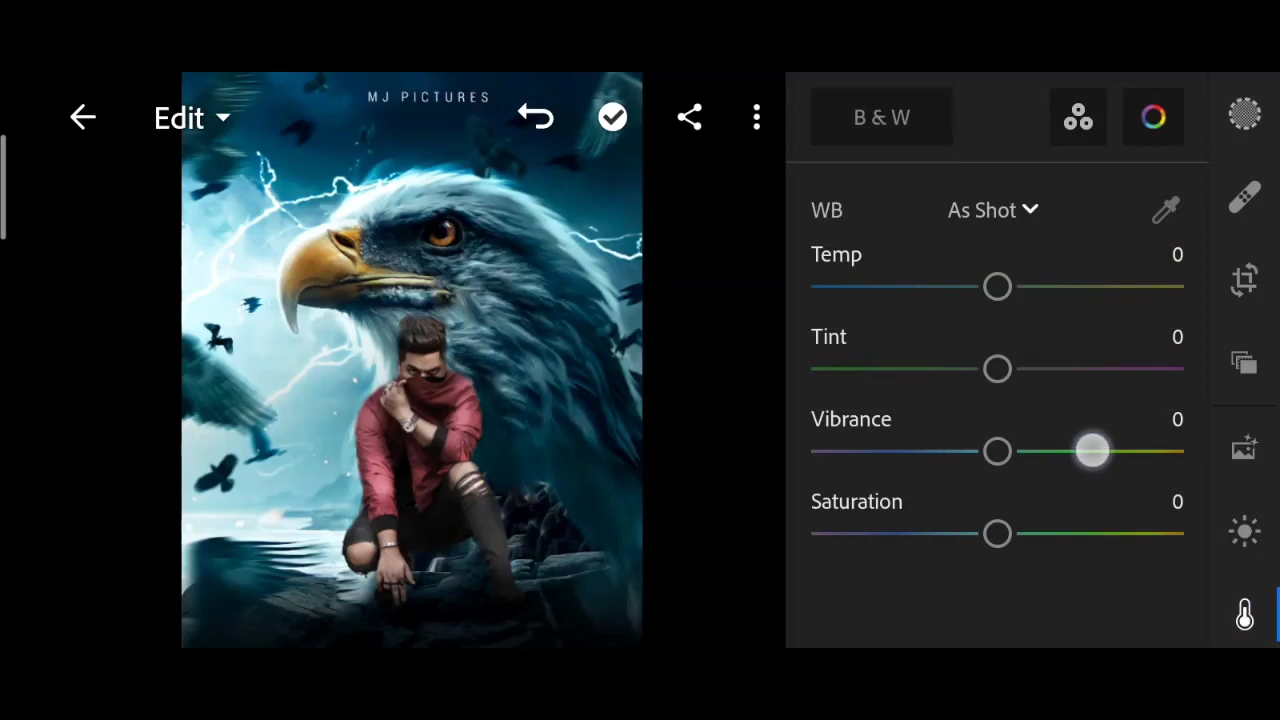 MJ PICTURES
Edit
B & W
WB As Shot
Temp 0
Tint 0
Vibrance 0
Saturation 0